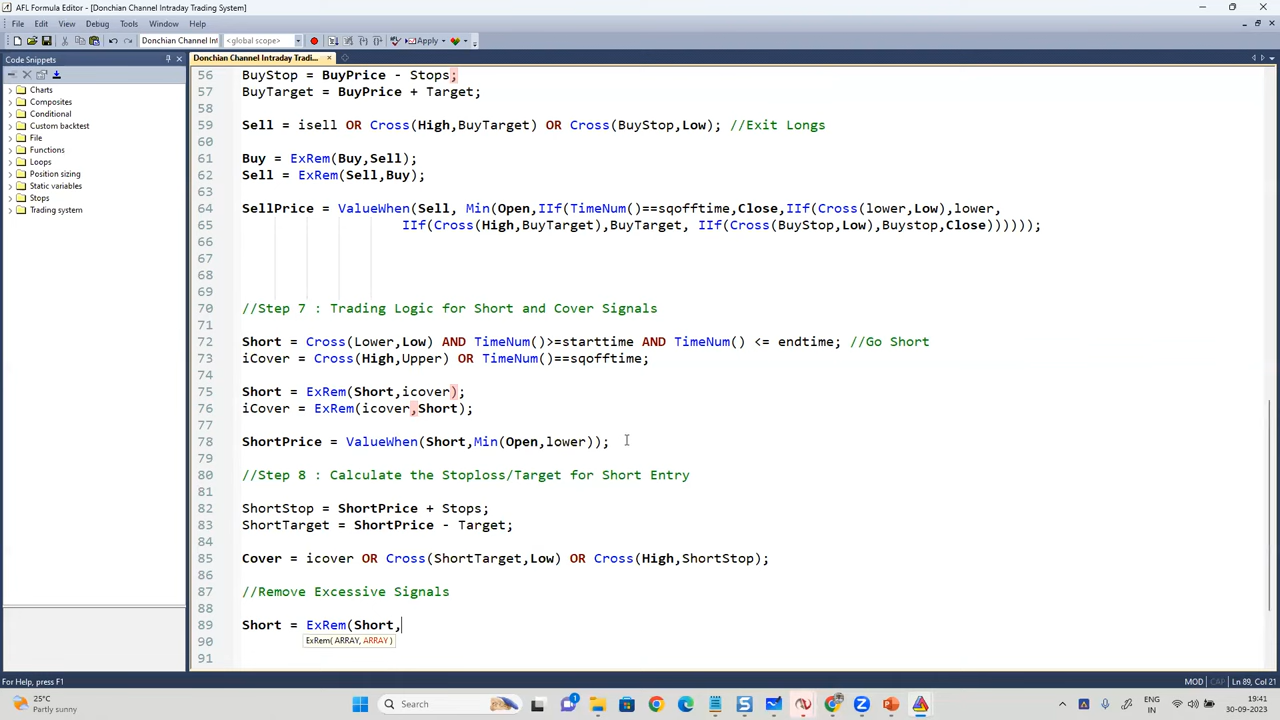 AFL Formula Editor - [Donchian Channel Intraday Trading System]
File Edit View Debug Tools Window Help
Donchian Channel Int <global scope> Apply
Code Snippets
Charts
Composites
Conditional
Custom backtest
File
Functions
Loops
Position sizing
Static variables
Stops
Trading system
Donchian Channel Intraday Tradi...
56 BuyStop = BuyPrice - Stops;
57 BuyTarget = BuyPrice + Target;
58
59 Sell = isell OR Cross(High,BuyTarget) OR Cross(BuyStop,Low); //Exit Longs
60
61 Buy = ExRem(Buy,Sell);
62 Sell = ExRem(Sell,Buy);
63
64 SellPrice = ValueWhen(Sell, Min(Open,IIf(TimeNum()==sqofftime,Close,IIf(Cross(lower,Low),lower,
65 IIf(Cross(High,BuyTarget),BuyTarget, IIf(Cross(BuyStop,Low),Buystop,Close))))));
66
67
68
69
70 //Step 7 : Trading Logic for Short and Cover Signals
71
72 Short = Cross(Lower,Low) AND TimeNum()>=starttime AND TimeNum() <= endtime; //Go Short
73 iCover = Cross(High,Upper) OR TimeNum()==sqofftime;
74
75 Short = ExRem(Short,icover);
76 iCover = ExRem(icover,Short);
77
78 ShortPrice = ValueWhen(Short,Min(Open,lower));
79
80 //Step 8 : Calculate the Stoploss/Target for Short Entry
81
82 ShortStop = ShortPrice + Stops;
83 ShortTarget = ShortPrice - Target;
84
85 Cover = icover OR Cross(ShortTarget,Low) OR Cross(High,ShortStop);
86
87 //Remove Excessive Signals
88
89 Short = ExRem(Short,
90 ExRem( ARRAY, ARRAY )
91
For Help, press F1
MOD CAP Ln 89, Col 21
25°C
Partly sunny
Search
ENG
IN
19:41
30-09-2023